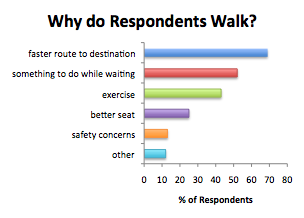 Why do Respondents Walk?
faster route to destination
something to do while waiting
exercise
better seat
safety concerns
other
0 10 20 30 40 50 60 70 80
% of Respondents